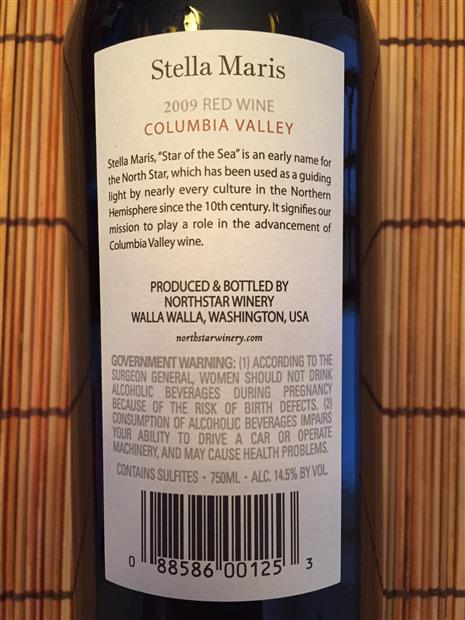 Stella Maris
2009 RED WINE
COLUMBIA VALLEY
Stella Maris, "Star of the Sea" is an early name for
the North Star, which has been used as a guiding
light by nearly every culture in the Northern
Hemisphere since the 10th century. It signifies our
mission to play a role in the advancement of
Columbia Valley wine.
PRODUCED & BOTTLED BY
NORTHSTAR WINERY
WALLA WALLA, WASHINGTON, USA
northstarwinery.com
GOVERNMENT WARNING: (1) ACCORDING TO THE
SURGEON GENERAL, WOMEN SHOULD NOT DRINK
ALCOHOLIC BEVERAGES DURING PREGNANCY
BECAUSE OF THE RISK OF BIRTH DEFECTS. (2)
CONSUMPTION OF ALCOHOLIC BEVERAGES IMPAIRS
YOUR ABILITY TO DRIVE A CAR OR OPERATE
MACHINERY, AND MAY CAUSE HEALTH PROBLEMS.
CONTAINS SULFITES • 750ML • ALC. 14.5% BY VOL
0 88586 00125 3